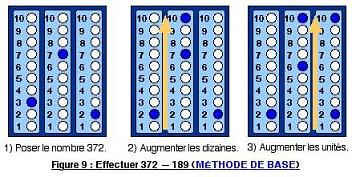 10 10 10
9 9 9
8 8 8
7 7 7
6 6 6
5 5 5
4 4 4
3 3 3
2 2 2
1 1 1
1) Poser le nombre 372. 2) Augmenter les dizaines. 3) Augmenter les unités.
Figure 9 : Effectuer 372 — 189 (MÉTHODE DE BASE)